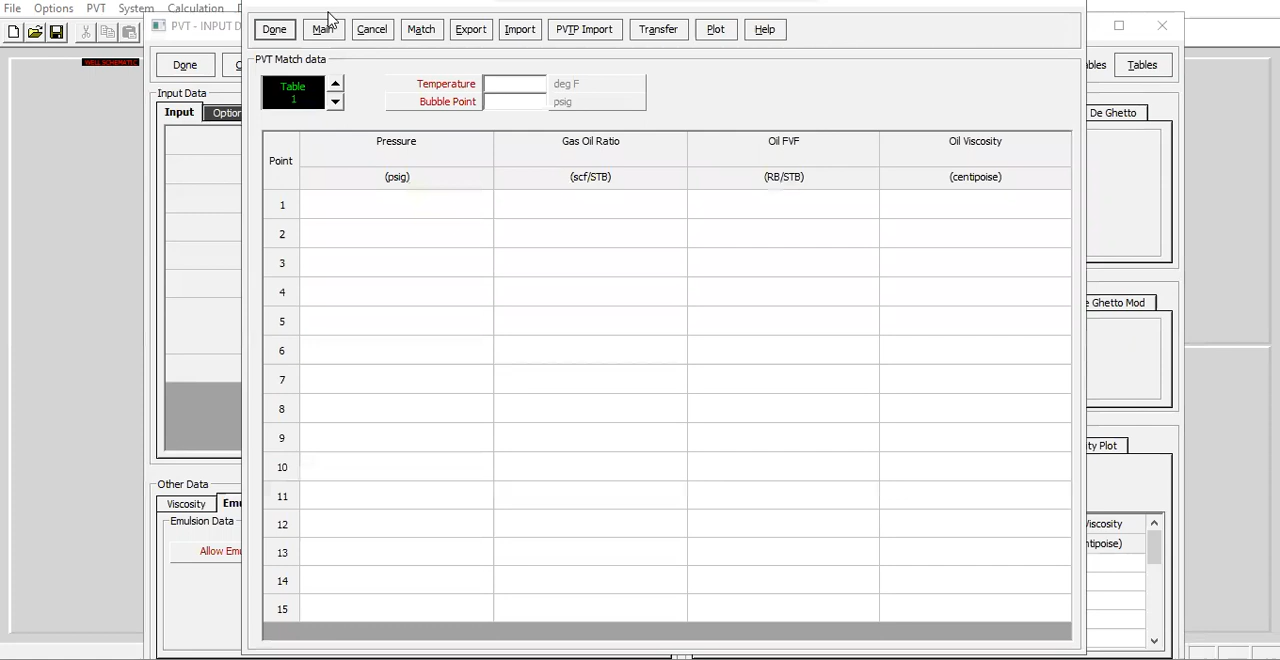 File Options PVT System Calculation D
WELL SCHEMATIC
PVT - INPUT D
Done C
Input Data
Input Option
Other Data
Viscosity Emu
Emulsion Data
Allow Emu
Done Main Cancel Match Export Import PVTP Import Transfer Plot Help
PVT Match data
Table
1
Temperature deg F
Bubble Point psig
Point Pressure Gas Oil Ratio Oil FVF Oil Viscosity
(psig) (scf/STB) (RB/STB) (centipoise)
1
2
3
4
5
6
7
8
9
10
11
12
13
14
15
bles Tables
De Ghetto
e Ghetto Mod
ty Plot
iscosity
ntipoise)